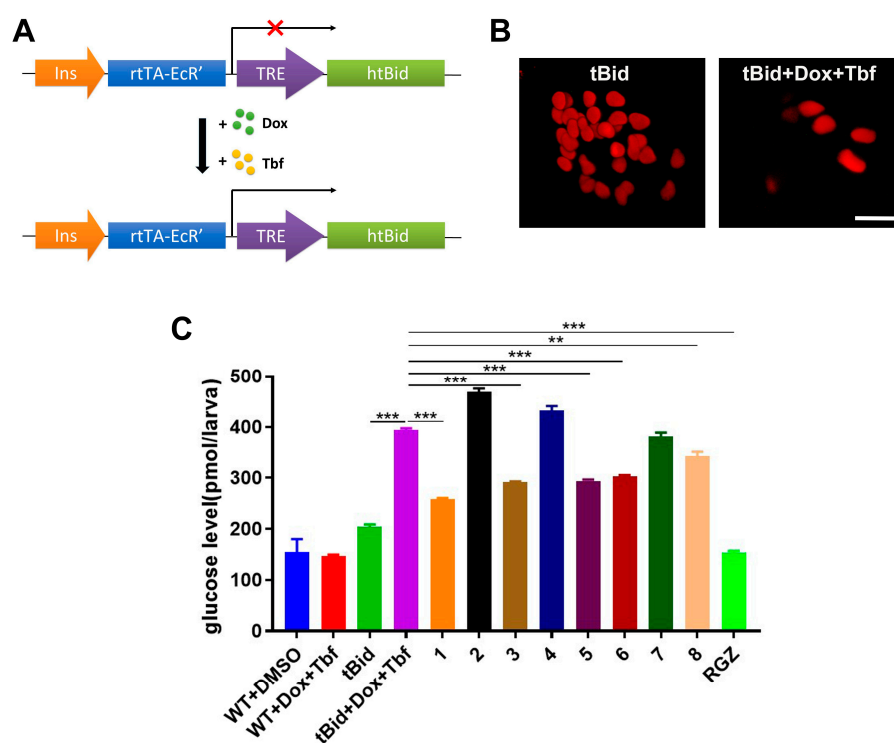 A
Ins rtTA-EcR’ TRE htBid
+ Dox
+ Tbf
Ins rtTA-EcR’ TRE htBid
B
tBid
tBid+Dox+Tbf
C
***
**
***
***
***
*** ***
glucose level(pmol/larva)
500
400
300
200
100
0
WT+DMSO
WT+Dox+Tbf
tBid
tBid+Dox+Tbf
1
2
3
4
5
6
7
8
RGZ